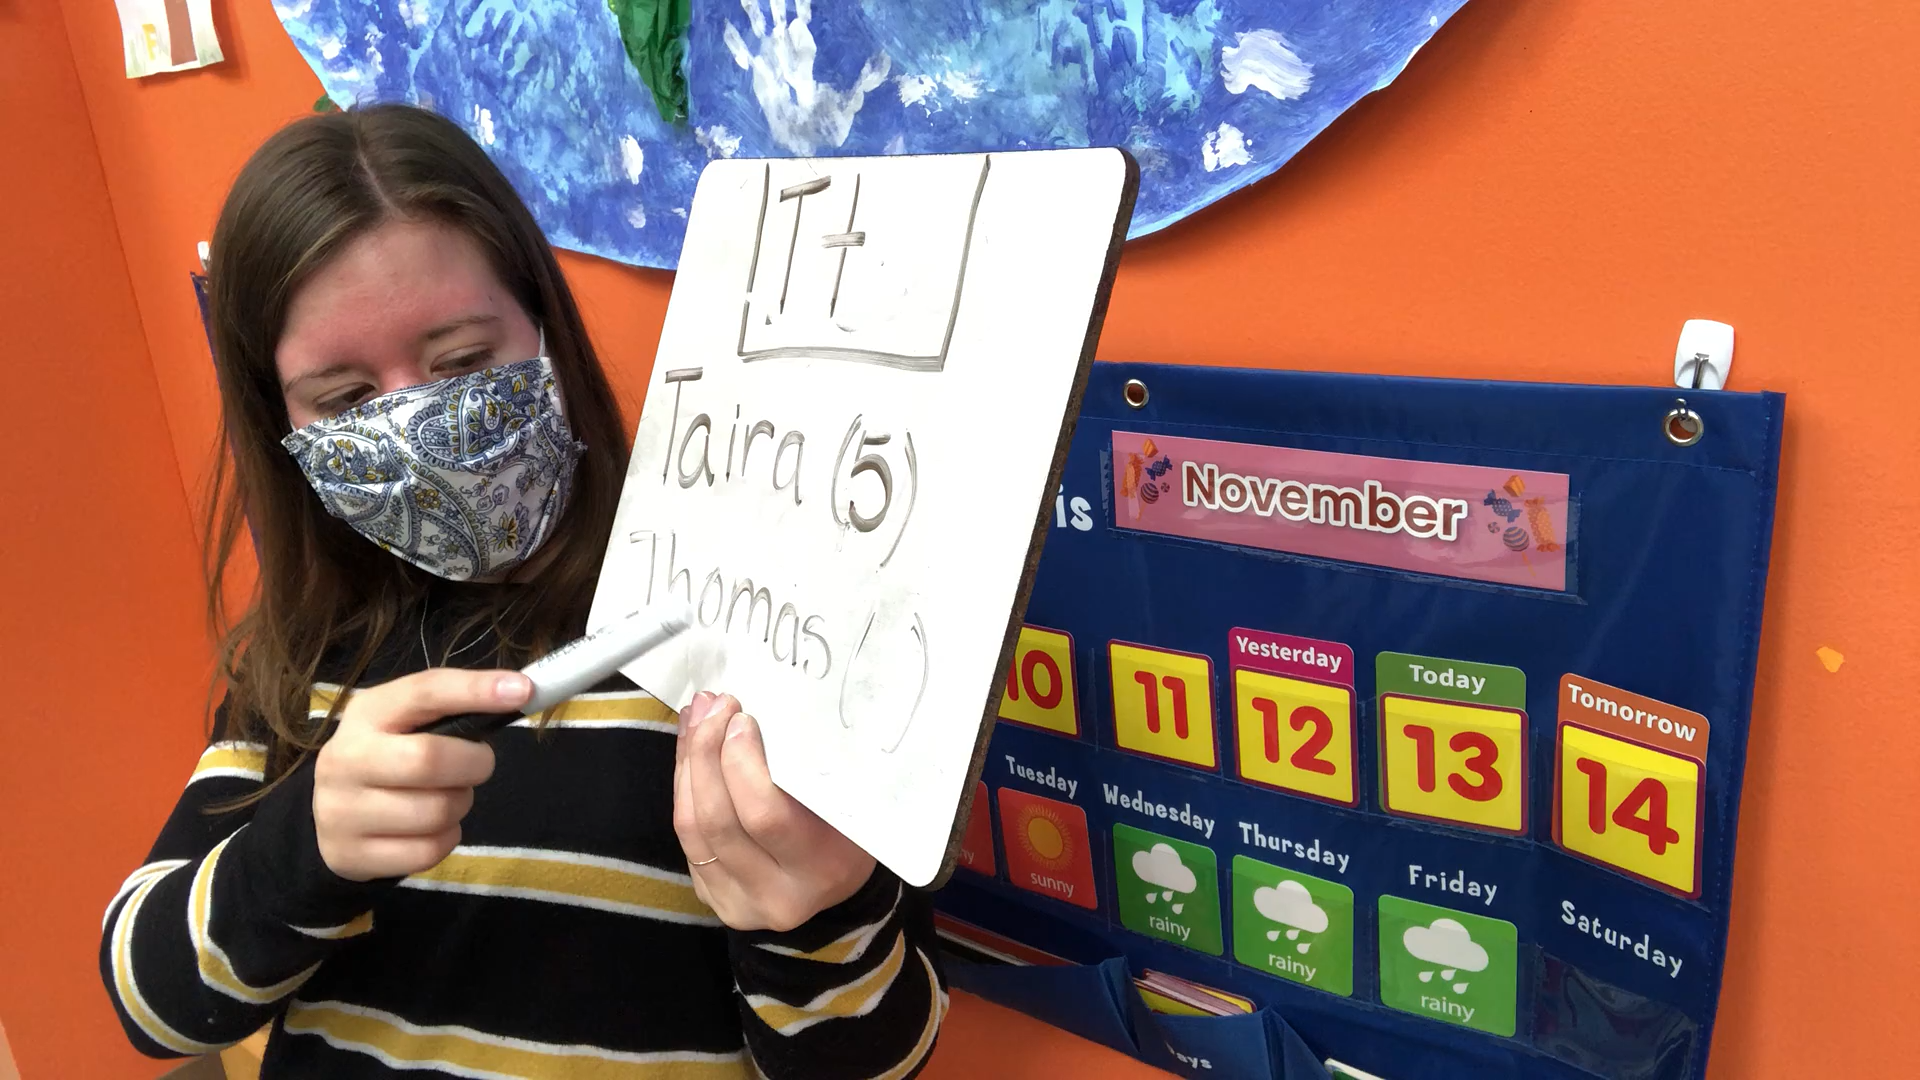 Tt
Taira (5)
Thomas ( )
is
November
10
11
Yesterday
12
Today
13
Tomorrow
14
Tuesday
Wednesday
Thursday
Friday
Saturday
sunny
rainy
rainy
rainy